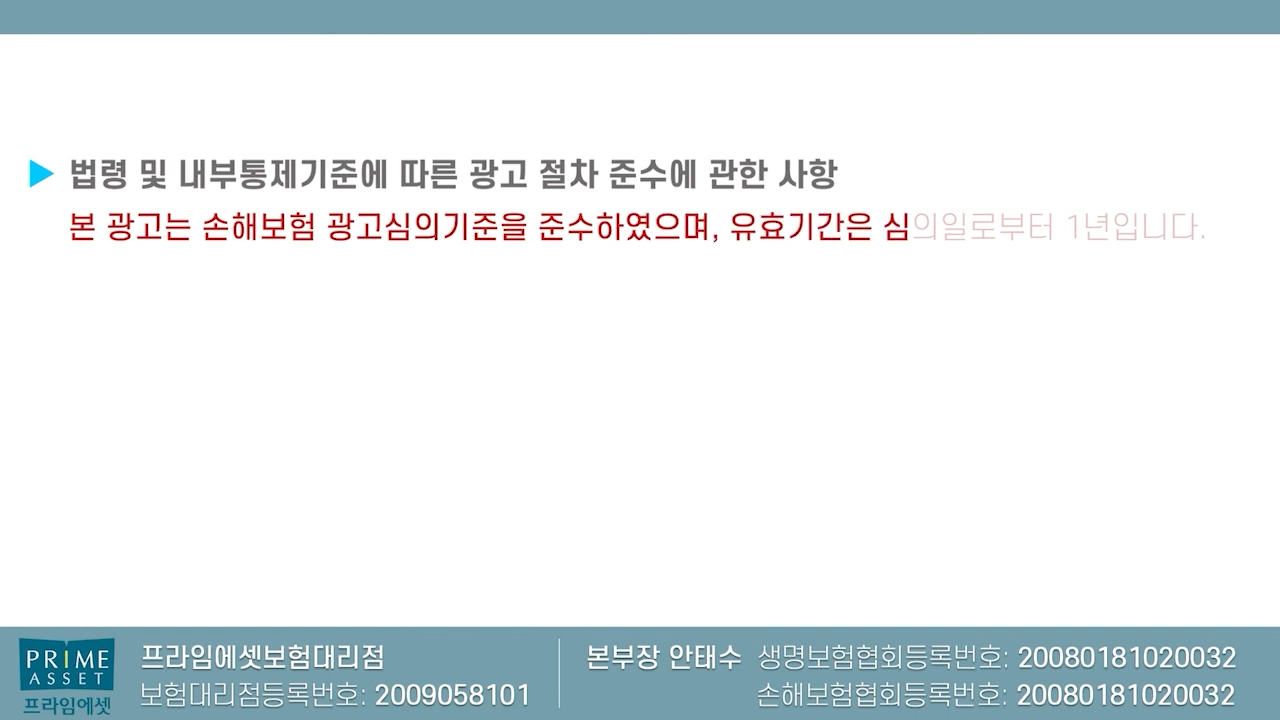 ▶ 법령 및 내부통제기준에 따른 광고 절차 준수에 관한 사항
본 광고는 손해보험 광고심의기준을 준수하였으며, 유효기간은 심의일로부터 1년입니다.
PRIME
ASSET
프라임에셋
프라임에셋보험대리점
보험대리점등록번호: 2009058101
본부장 안태수 생명보험협회등록번호: 20080181020032
손해보험협회등록번호: 20080181020032